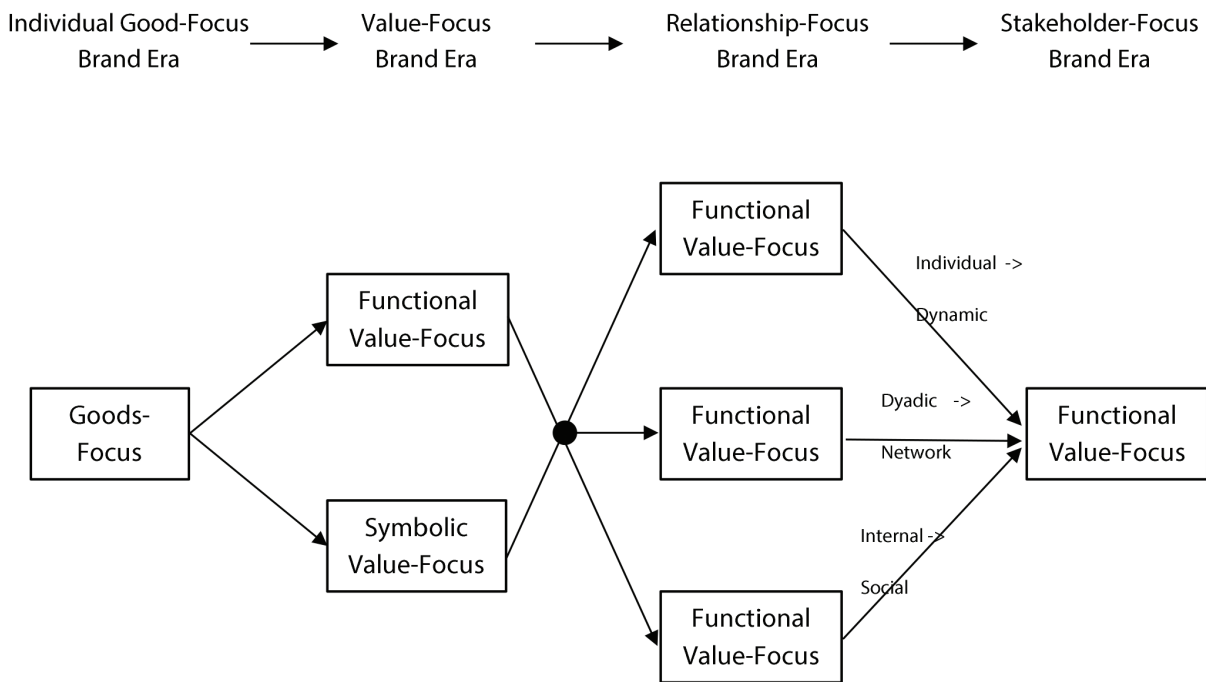 Individual Good-Focus
Brand Era
Value-Focus
Brand Era
Relationship-Focus
Brand Era
Stakeholder-Focus
Brand Era
Goods-
Focus
Functional
Value-Focus
Symbolic
Value-Focus
Functional
Value-Focus
Functional
Value-Focus
Functional
Value-Focus
Individual ->
Dynamic
Dyadic ->
Network
Internal ->
Social
Functional
Value-Focus